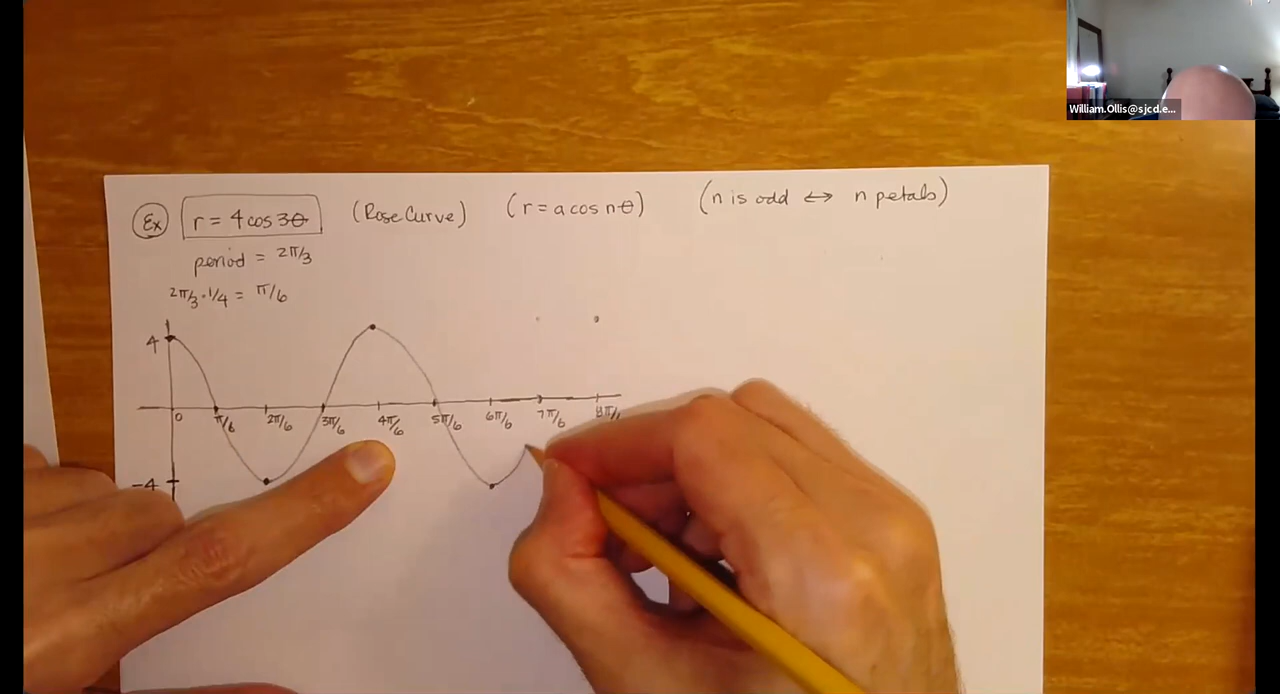 William.Ollis@sjcd.e...
Ex r = 4 cos 3θ (Rose Curve) (r = a cos nθ) (n is odd ↔ n petals)
period = 2π/3
2π/3 · 1/4 = π/6
4
0 π/6 2π/6 3π/6 4π/6 5π/6 6π/6 7π/6
-4